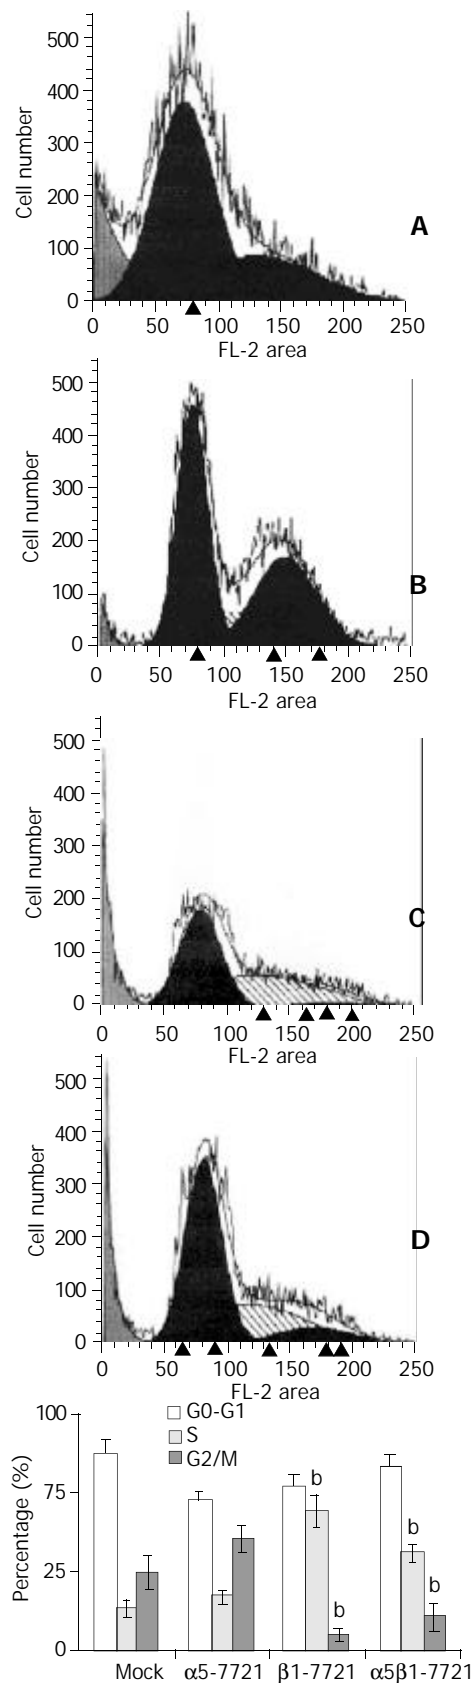 500
400
300
200
100
0
Cell number
A
0 50 100 150 200 250
FL-2 area
500
400
300
200
100
0
Cell number
B
0 50 100 150 200 250
FL-2 area
500
400
300
200
100
0
Cell number
C
0 50 100 150 200 250
FL-2 area
500
400
300
200
100
0
Cell number
D
0 50 100 150 200 250
FL-2 area
100
75
25
0
Percentage (%)
G0-G1
S
G2/M
b
b
b
b
Mock α5-7721 β1-7721 α5β1-7721